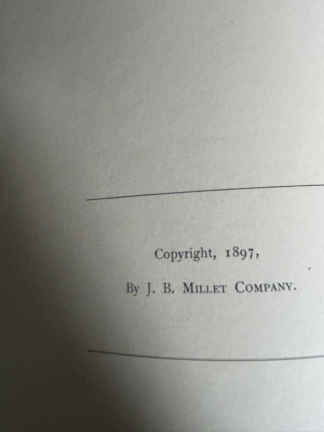 Copyright, 1897,
By J. B. MILLET COMPANY.